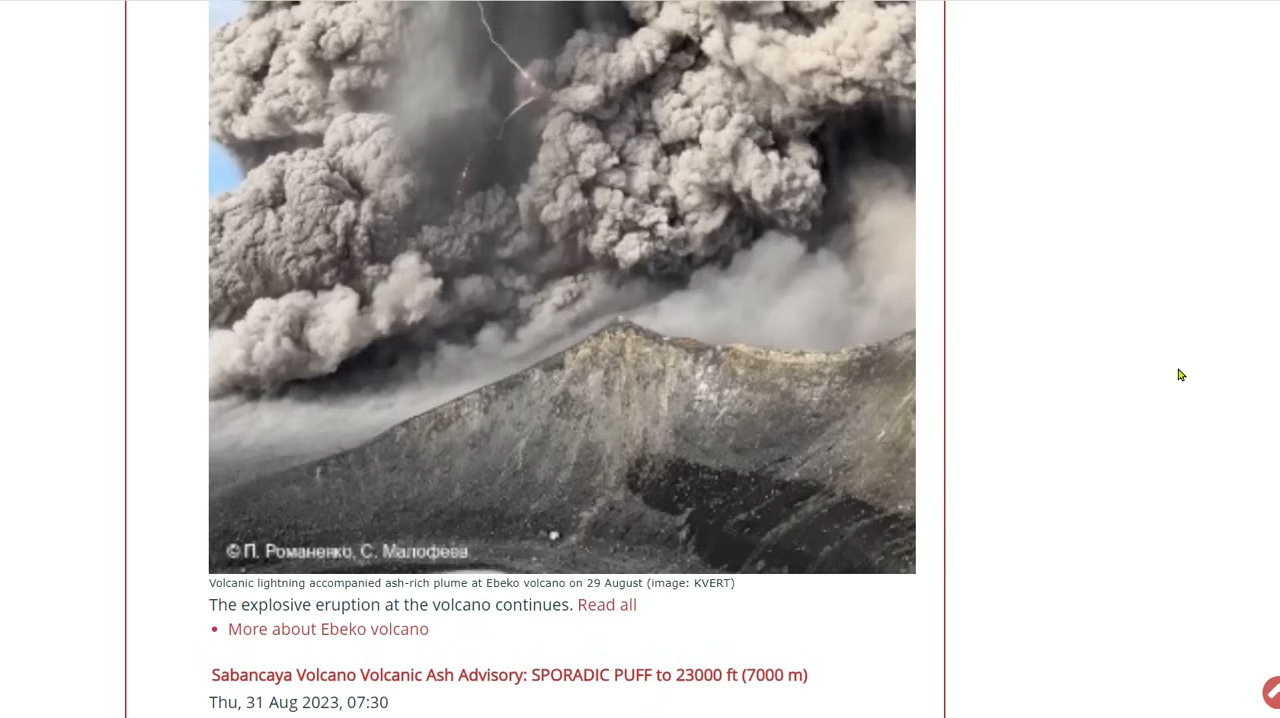 © П. Романенко, С. Малофеев
Volcanic lightning accompanied ash-rich plume at Ebeko volcano on 29 August (image: KVERT)
The explosive eruption at the volcano continues. Read all
• More about Ebeko volcano
Sabancaya Volcano Volcanic Ash Advisory: SPORADIC PUFF to 23000 ft (7000 m)
Thu, 31 Aug 2023, 07:30